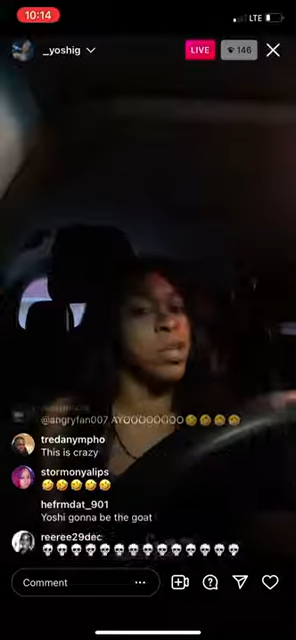 10:14
LTE
_yoshig
LIVE
146
@angryfan007 AYOOOOOOOO🤣🤣🤣🤣
tredanympho
This is crazy
stormonyalips
🤣🤣🤣🤣🤣
hefrmdat_901
Yoshi gonna be the goat
reeree29dec
💀💀💀💀💀💀💀💀💀💀💀💀💀💀
Comment